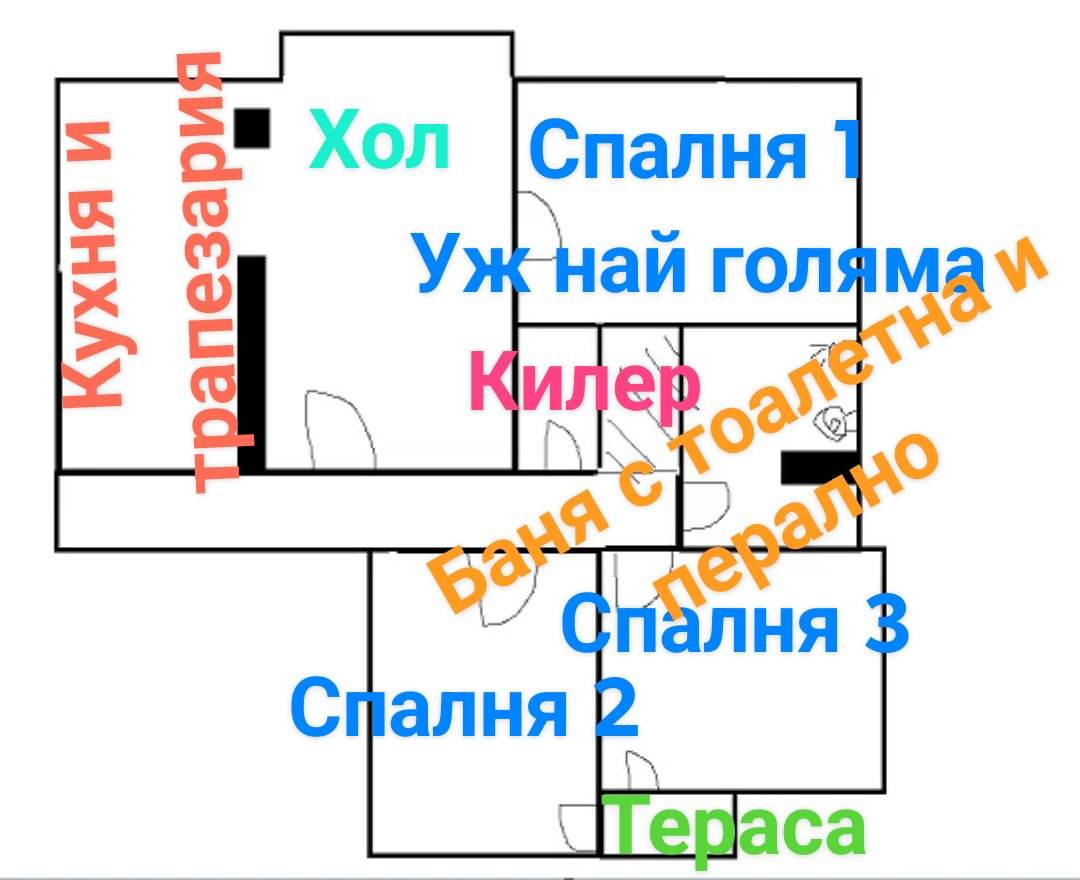 Кухня и
трапезария
Хол
Спалня 1
Уж най голяма
Килер
Баня с тоалетна и
перално
Спалня 2
Спалня 3
Тераса